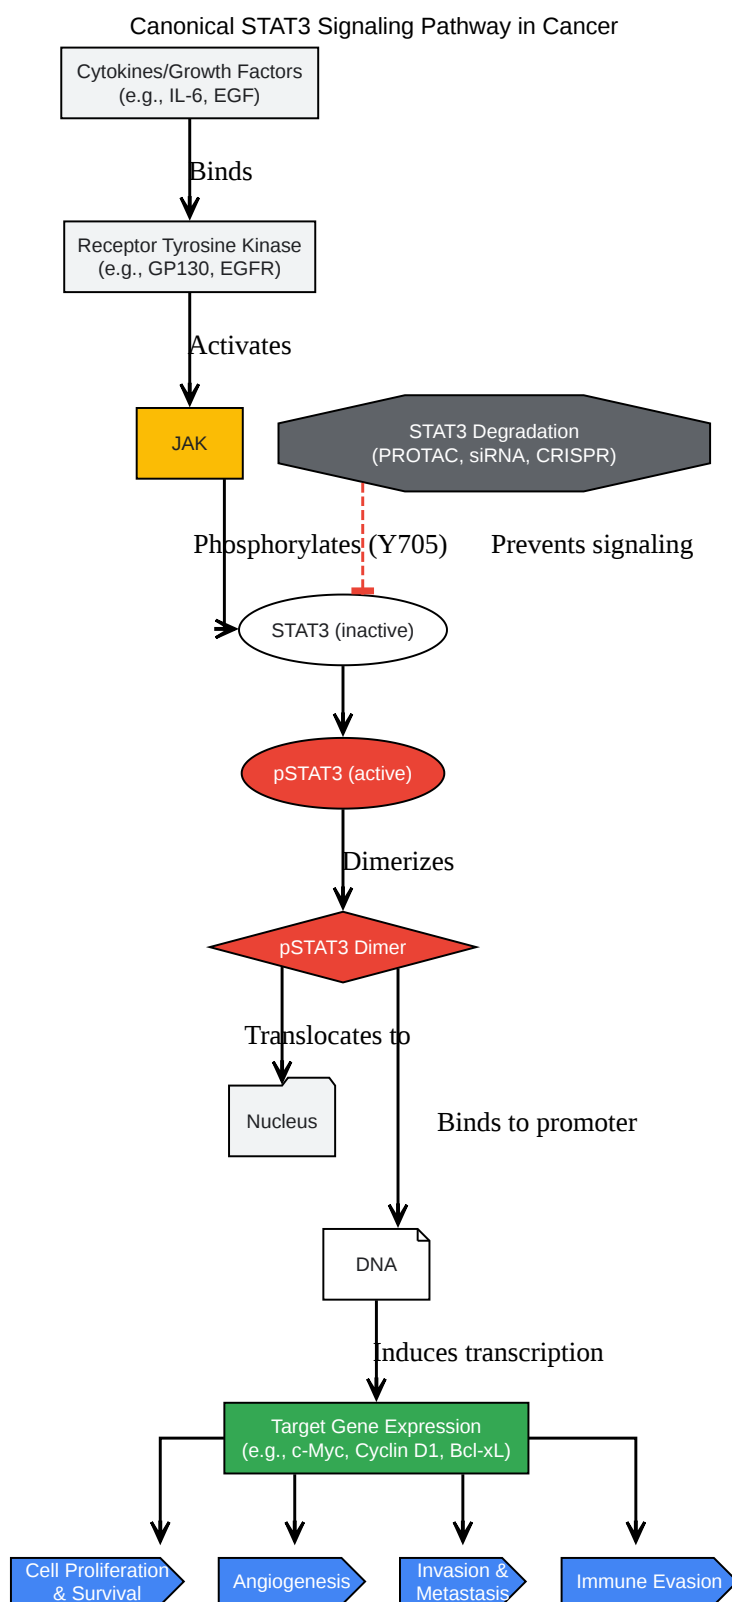 Canonical STAT3 Signaling Pathway in Cancer
Cytokines/Growth Factors
(e.g., IL-6, EGF)
Binds
Receptor Tyrosine Kinase
(e.g., GP130, EGFR)
Activates
JAK
STAT3 Degradation
(PROTAC, siRNA, CRISPR)
Phosphorylates (Y705)
Prevents signaling
STAT3 (inactive)
pSTAT3 (active)
Dimerizes
pSTAT3 Dimer
Translocates to
Nucleus
Binds to promoter
DNA
Induces transcription
Target Gene Expression
(e.g., c-Myc, Cyclin D1, Bcl-xL)
Cell Proliferation
& Survival
Angiogenesis
Invasion &
Metastasis
Immune Evasion